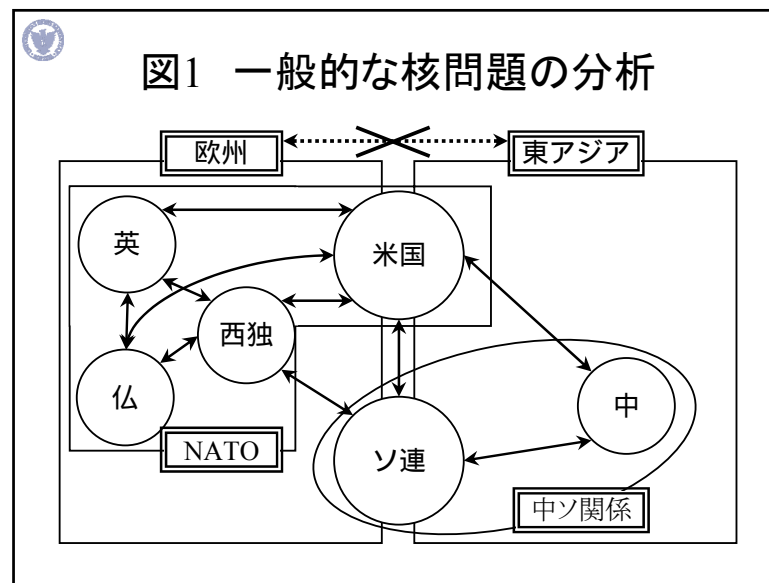 図1 一般的な核問題の分析
欧州
東アジア
英
米国
西独
仏
中
NATO
ソ連
中ソ関係